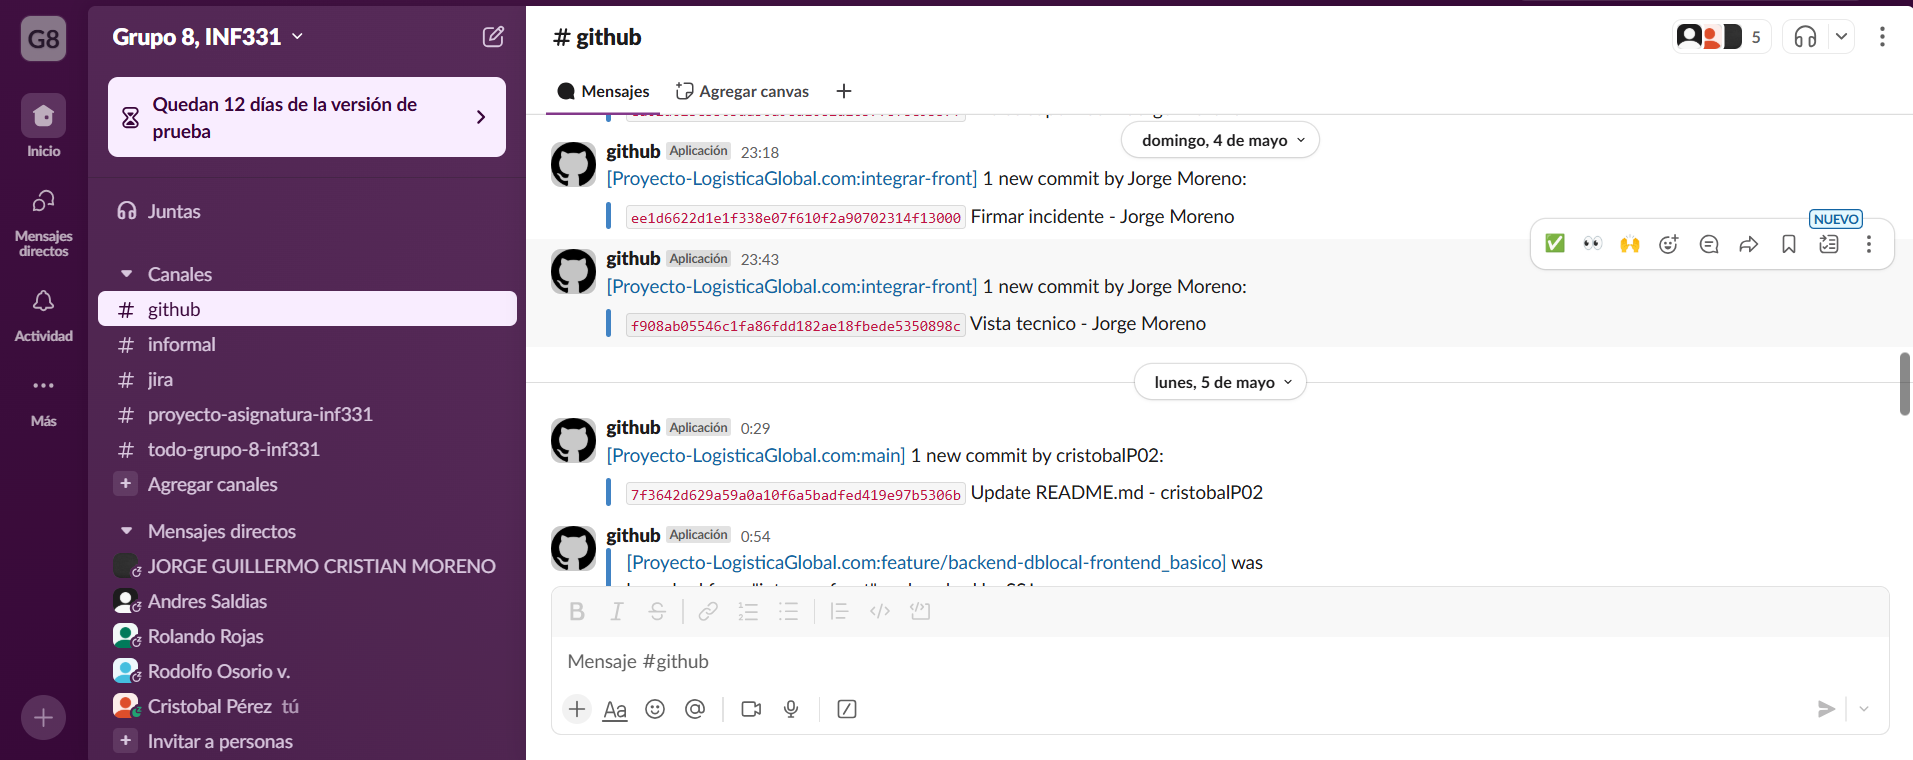 G8
Inicio
Mensajes
directos
Actividad
Más
Grupo 8, INF331
Quedan 12 días de la versión de
prueba
Juntas
Canales
# github
# informal
# jira
# proyecto-asignatura-inf331
# todo-grupo-8-inf331
+ Agregar canales
Mensajes directos
JORGE GUILLERMO CRISTIAN MORENO
Andres Saldias
Rolando Rojas
Rodolfo Osorio v.
Cristobal Pérez tú
+ Invitar a personas
# github
5
Mensajes
Agregar canvas
domingo, 4 de mayo
github Aplicación 23:18
[Proyecto-LogisticaGlobal.com:integrar-front] 1 new commit by Jorge Moreno:
ee1d6622d1e1f338e07f610f2a90702314f13000 Firmar incidente - Jorge Moreno
NUEVO
github Aplicación 23:43
[Proyecto-LogisticaGlobal.com:integrar-front] 1 new commit by Jorge Moreno:
f908ab05546c1fa86fdd182ae18fbede5350898c Vista tecnico - Jorge Moreno
lunes, 5 de mayo
github Aplicación 0:29
[Proyecto-LogisticaGlobal.com:main] 1 new commit by cristobalP02:
7f3642d629a59a0a10f6a5badfed419e97b5306b Update README.md - cristobalP02
github Aplicación 0:54
[Proyecto-LogisticaGlobal.com:feature/backend-dblocal-frontend_basico] was
B I S
Mensaje #github
Aa